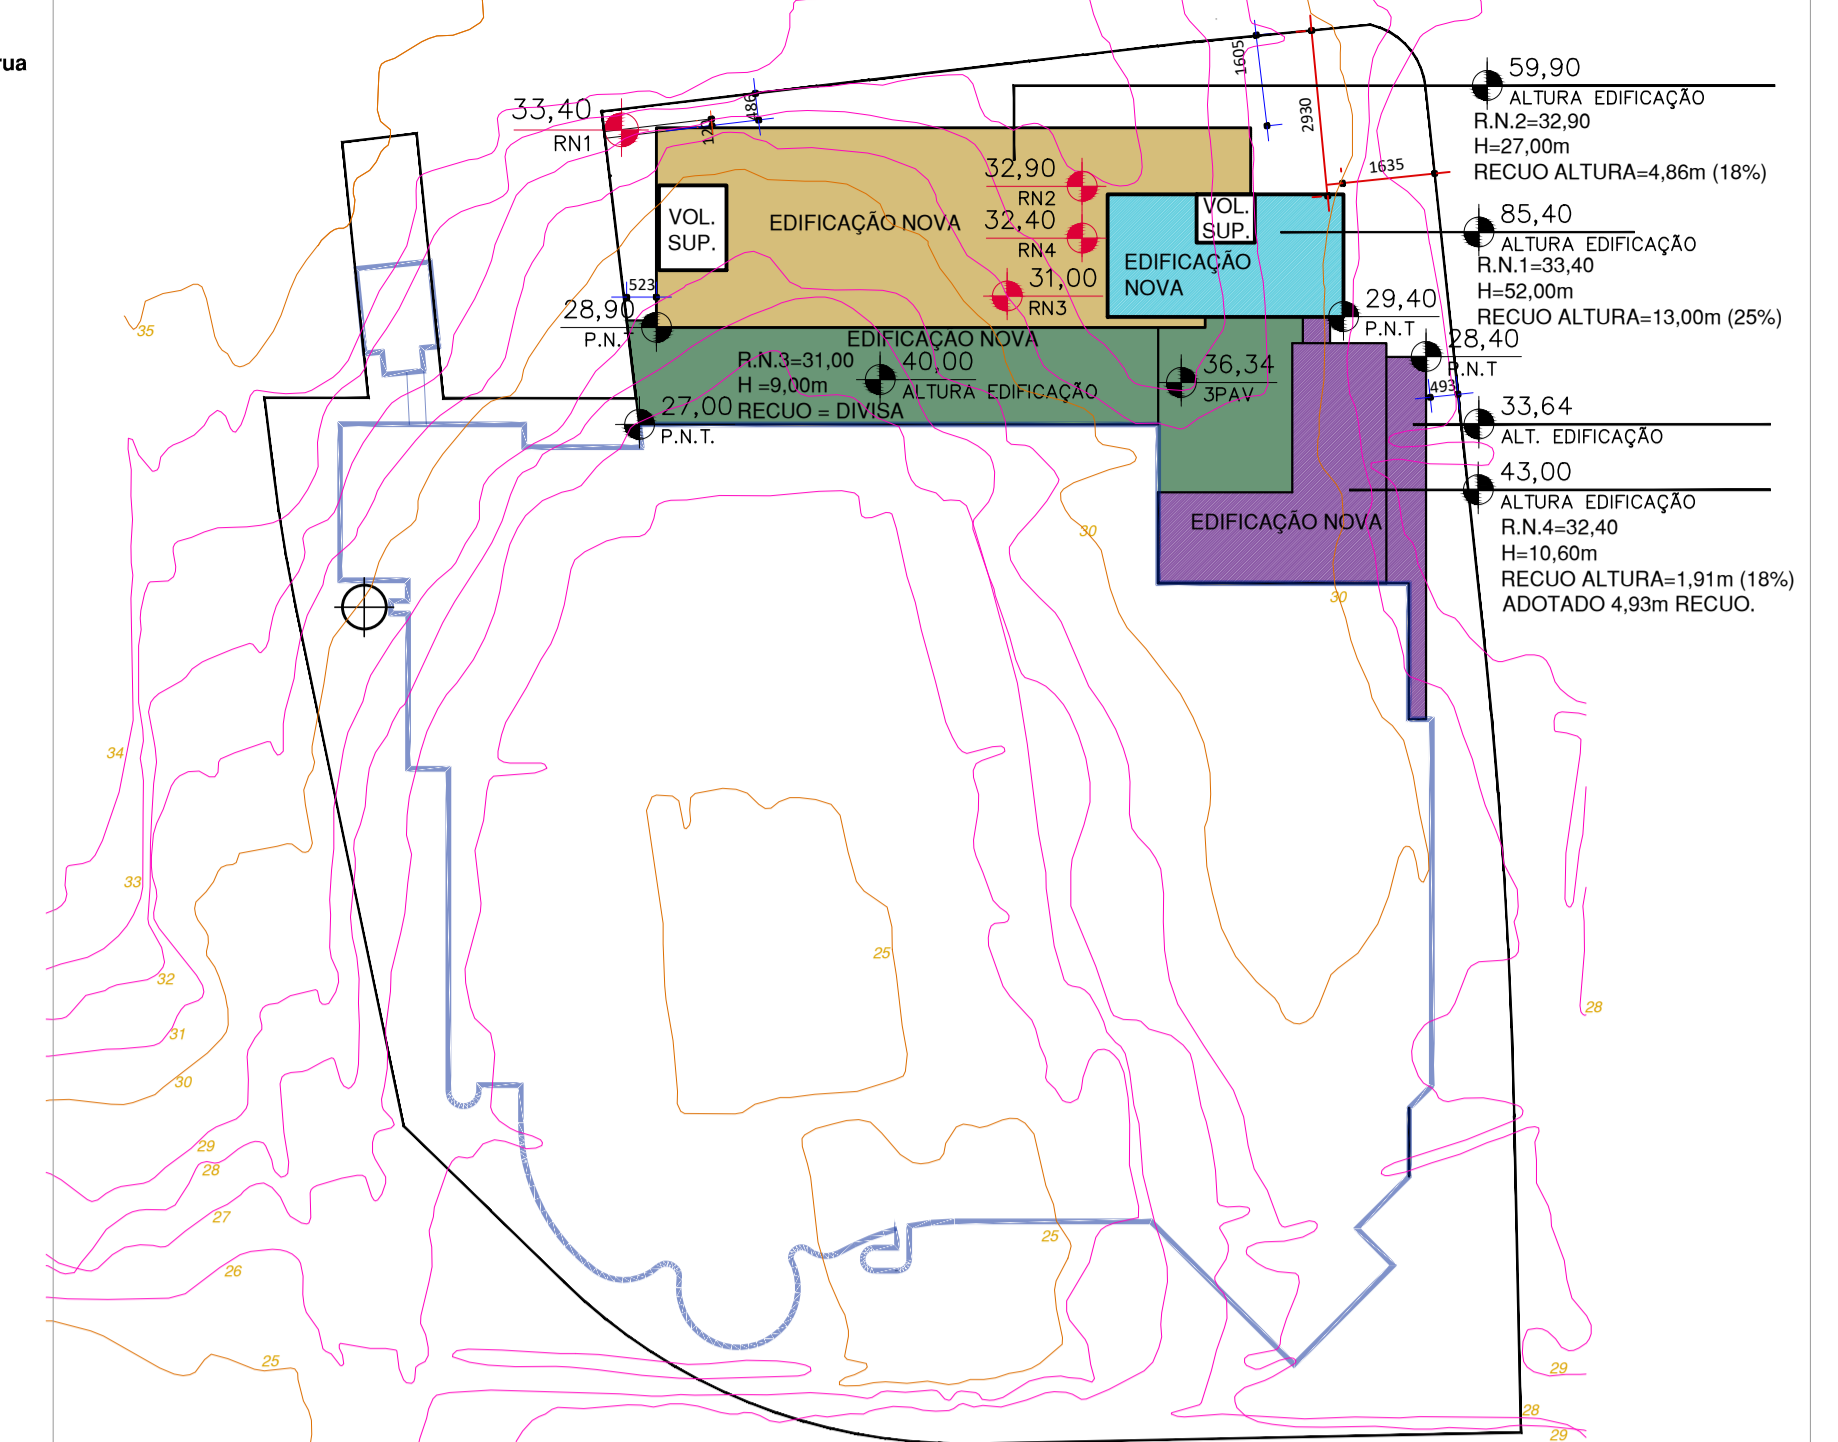 rua
33,40
RN1
486
120
1605
2930
1635
59,90
ALTURA EDIFICAÇÃO
R.N.2=32,90
H=27,00m
RECUO ALTURA=4,86m (18%)
VOL.
SUP.
EDIFICAÇÃO NOVA
32,90
RN2
32,40
RN4
31,00
RN3
VOL.
SUP.
EDIFICAÇÃO
NOVA
85,40
ALTURA EDIFICAÇÃO
R.N.1=33,40
H=52,00m
RECUO ALTURA=13,00m (25%)
523
28,90
P.N.
29,40
P.N.T
28,40
P.N.T
493
EDIFICAÇAO NOVA
R.N.3=31,00
H =9,00m
RECUO = DIVISA
40,00
ALTURA EDIFICAÇÃO
36,34
3PAV
27,00
P.N.T.
33,64
ALT. EDIFICAÇÃO
43,00
ALTURA EDIFICAÇÃO
R.N.4=32,40
H=10,60m
RECUO ALTURA=1,91m (18%)
ADOTADO 4,93m RECUO.
EDIFICAÇÃO NOVA
35
30
30
34
33
32
31
30
29
28
27
26
25
25
25
28
29
28
29